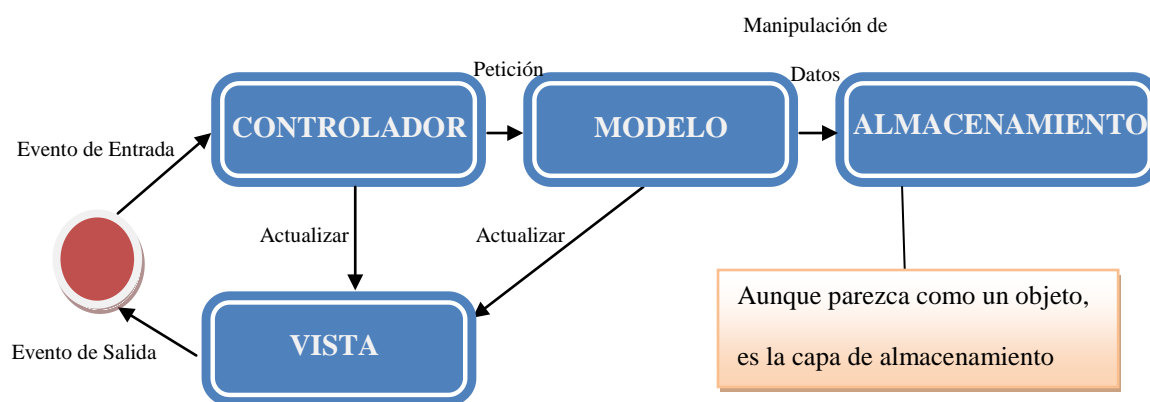 Manipulación de
Petición
Datos
CONTROLADOR
MODELO
ALMACENAMIENTO
Evento de Entrada
Actualizar
Actualizar
Aunque parezca como un objeto,
es la capa de almacenamiento
VISTA
Evento de Salida